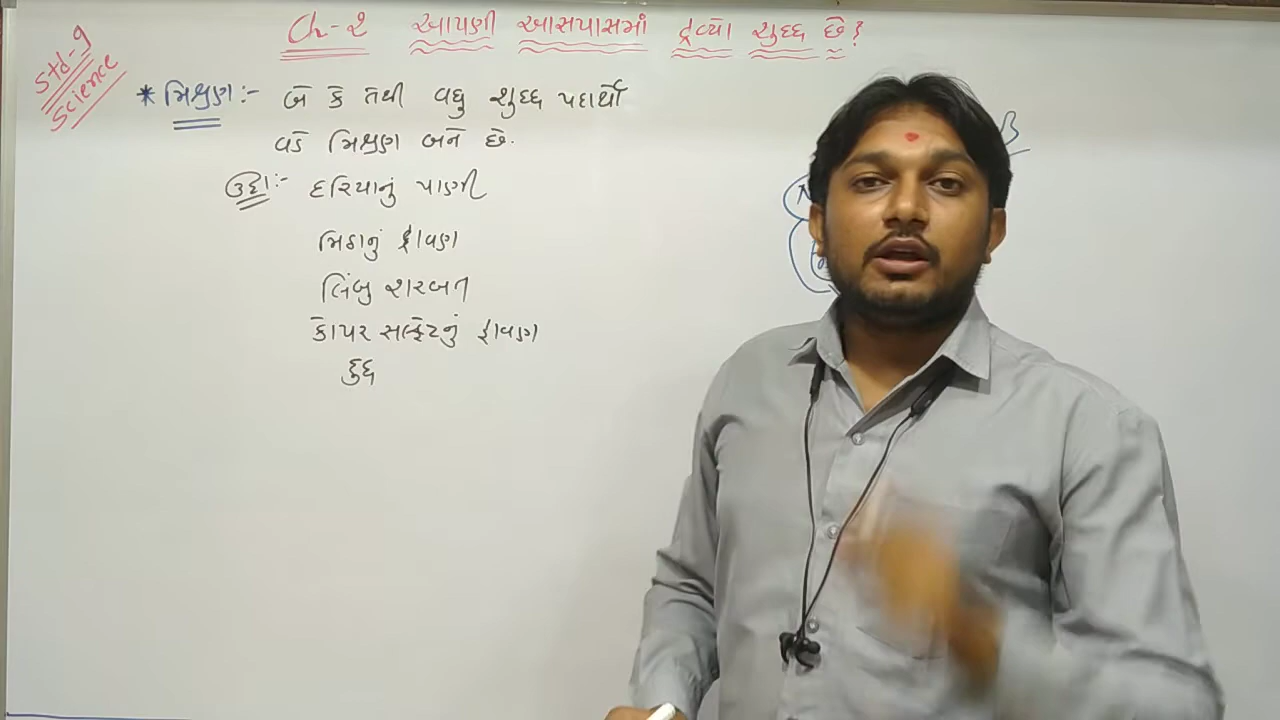 Std-9
Science
Ch-2 આપણી આસપાસમાં દ્રવ્યો શુદ્ધ છે?
* મિશ્રણ :- બે કે તેથી વધુ શુદ્ધ પદાર્થો
વડે મિશ્રણ બને છે.
ઉદા :- દરિયાનું પાણી
મિઠાનું દ્રાવણ
લિંબુ શરબત
કોપર સલ્ફેટનું દ્રાવણ
દુધ
B
N